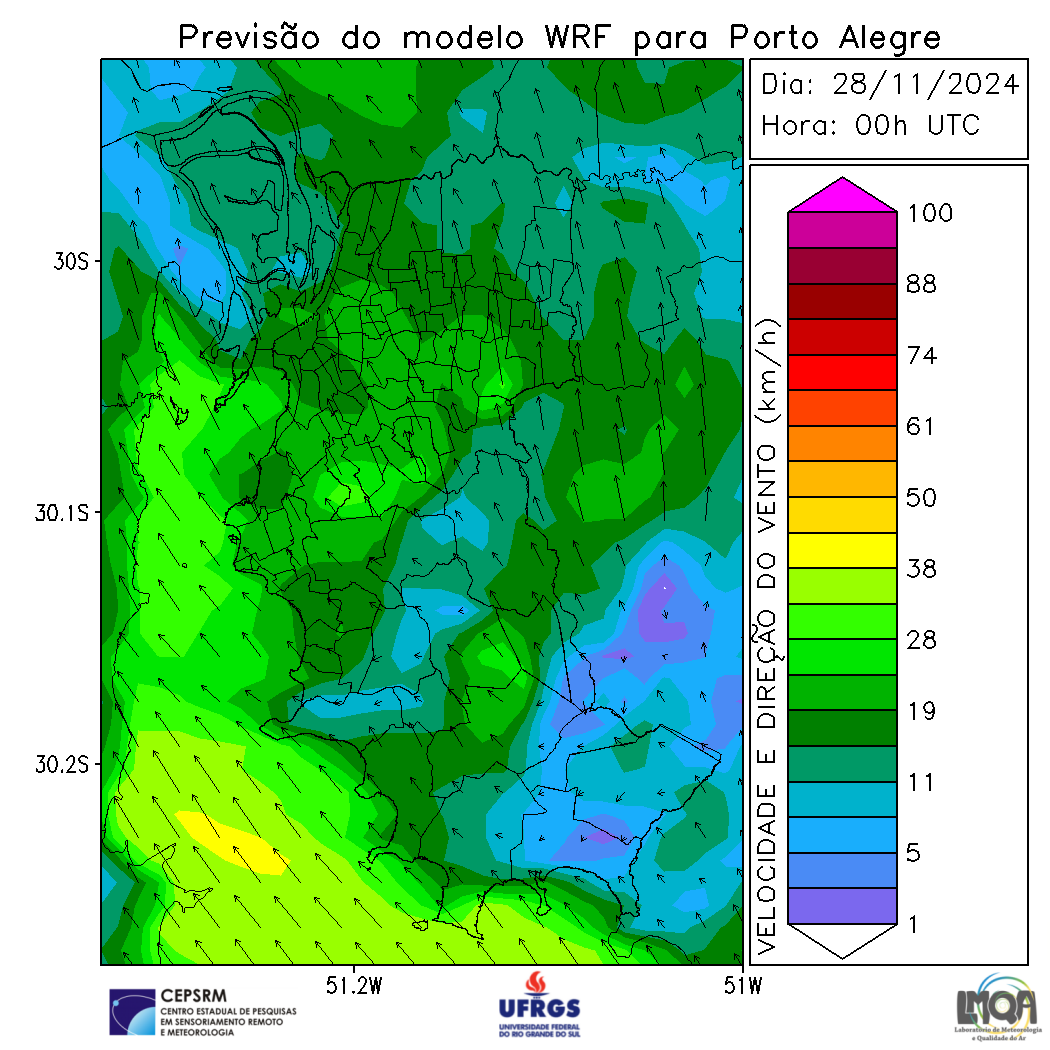 Previsão do modelo WRF para Porto Alegre
Dia: 28/11/2024
Hora: 00h UTC
30S
30.1S
30.2S
51.2W
51W
VELOCIDADE E DIREÇÃO DO VENTO (km/h)
100
88
74
61
50
38
28
19
11
5
1
CEPSRM
CENTRO ESTADUAL DE PESQUISAS
EM SENSORIAMENTO REMOTO
E METEOROLOGIA
UFRGS
UNIVERSIDADE FEDERAL
DO RIO GRANDE DO SUL
LMQA
Laboratório de Meteorologia
e Qualidade do Ar